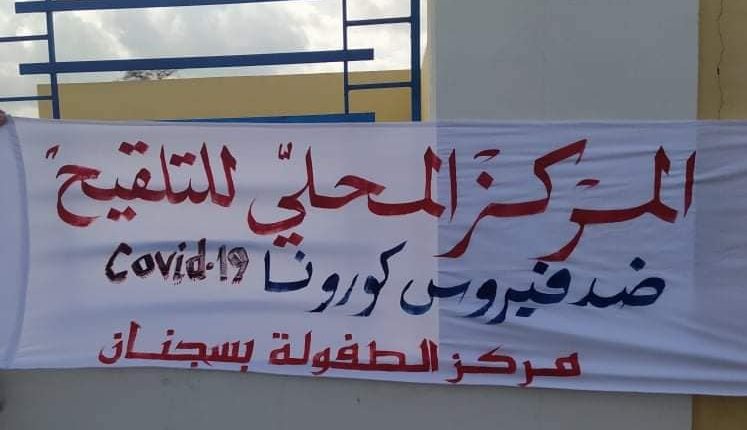 المركز المحلّي للتلقيح
ضد فيروس كورونا Covid-19
مركز الطفولة بسجنان